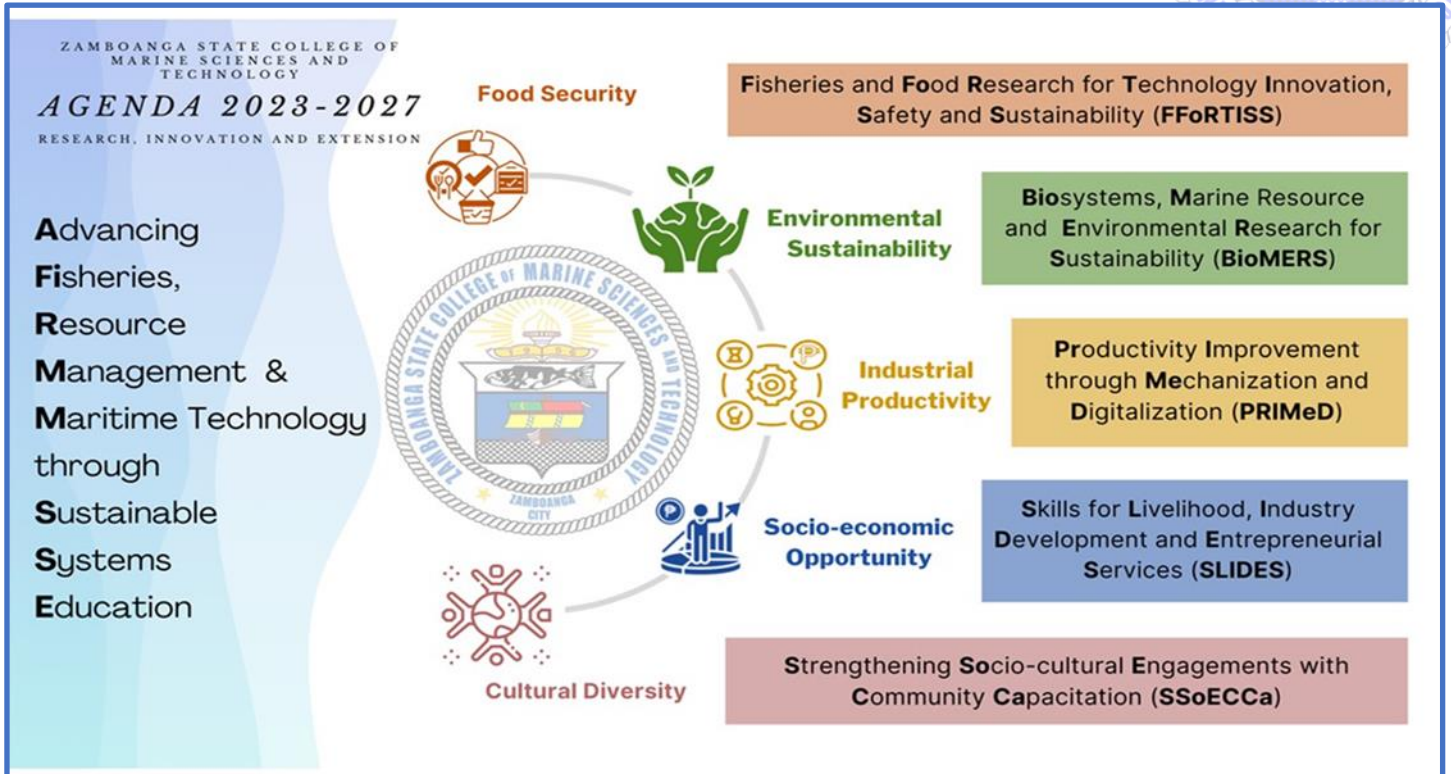 ZAMBOANGA STATE COLLEGE OF
MARINE SCIENCES AND
TECHNOLOGY
AGENDA 2023-2027
RESEARCH, INNOVATION AND EXTENSION
Advancing
Fisheries,
Resource
Management &
Maritime Technology
through
Sustainable
Systems
Education
ZAMBOANGA STATE COLLEGE OF MARINE SCIENCES AND TECHNOLOGY
ZAMBOANGA
CITY
Food Security
Fisheries and Food Research for Technology Innovation,
Safety and Sustainability (FFoRTISS)
Environmental
Sustainability
Biosystems, Marine Resource
and Environmental Research for
Sustainability (BioMERS)
Industrial
Productivity
Productivity Improvement
through Mechanization and
Digitalization (PRIMeD)
Socio-economic
Opportunity
Skills for Livelihood, Industry
Development and Entrepreneurial
Services (SLIDES)
Cultural Diversity
Strengthening Socio-cultural Engagements with
Community Capacitation (SSoECCa)